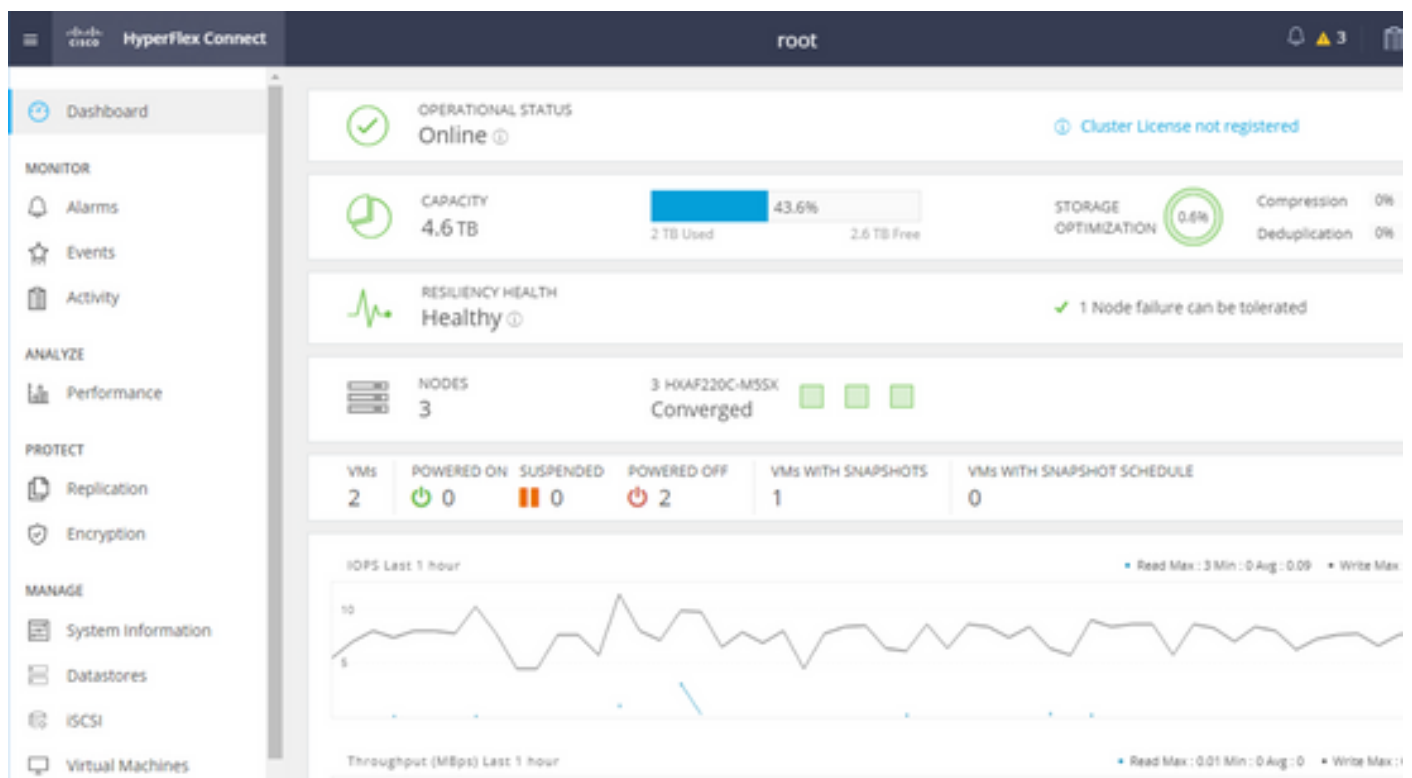 CISCO HyperFlex Connect root 3
Dashboard
MONITOR
Alarms
Events
Activity
ANALYZE
Performance
PROTECT
Replication
Encryption
MANAGE
System Information
Datastores
iSCSI
Virtual Machines
OPERATIONAL STATUS
Online
Cluster License not registered
CAPACITY
4.6 TB
43.6%
2 TB Used 2.6 TB Free
STORAGE
OPTIMIZATION
0.6%
Compression 0%
Deduplication 0%
RESILIENCY HEALTH
Healthy
1 Node failure can be tolerated
NODES
3
3 HXAF220C-M5SX
Converged
VMs POWERED ON SUSPENDED POWERED OFF VMs WITH SNAPSHOTS VMs WITH SNAPSHOT SCHEDULE
2 0 0 2 1 0
IOPS Last 1 hour Read Max : 3 Min : 0 Avg : 0.09 Write Max
10
5
Throughput (MBps) Last 1 hour Read Max : 0.01 Min : 0 Avg : 0 Write Max :